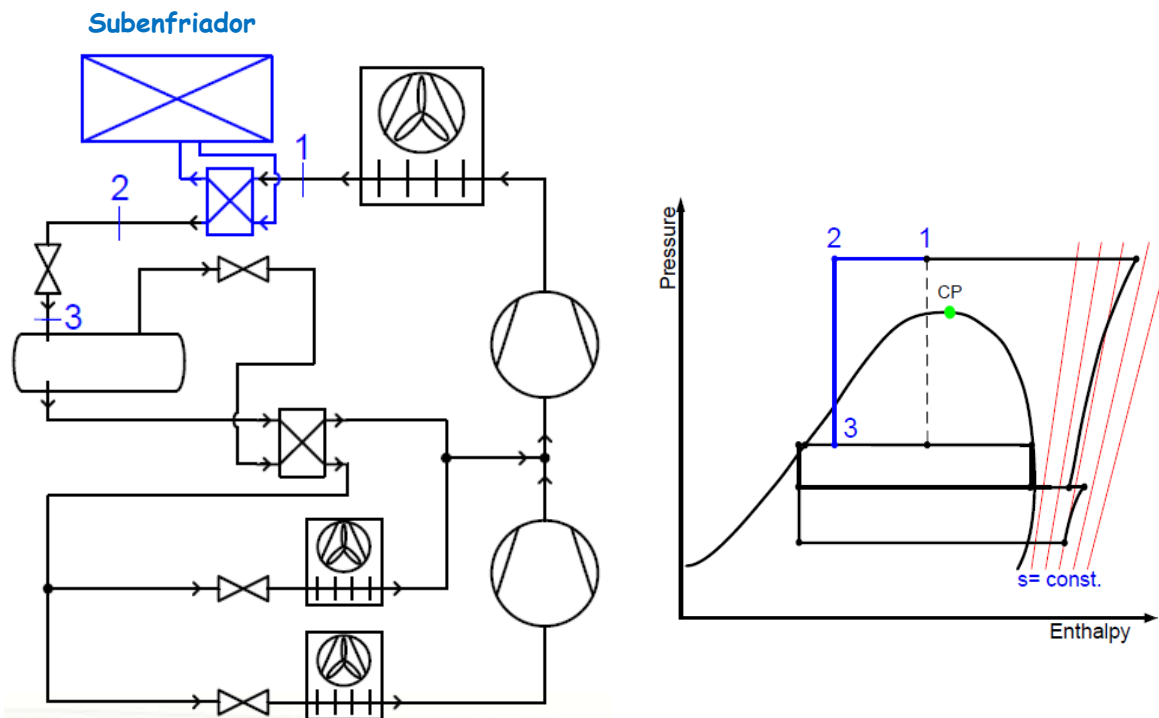 Subenfriador
1
2
3
Pressure
2
1
CP
3
s= const.
Enthalpy